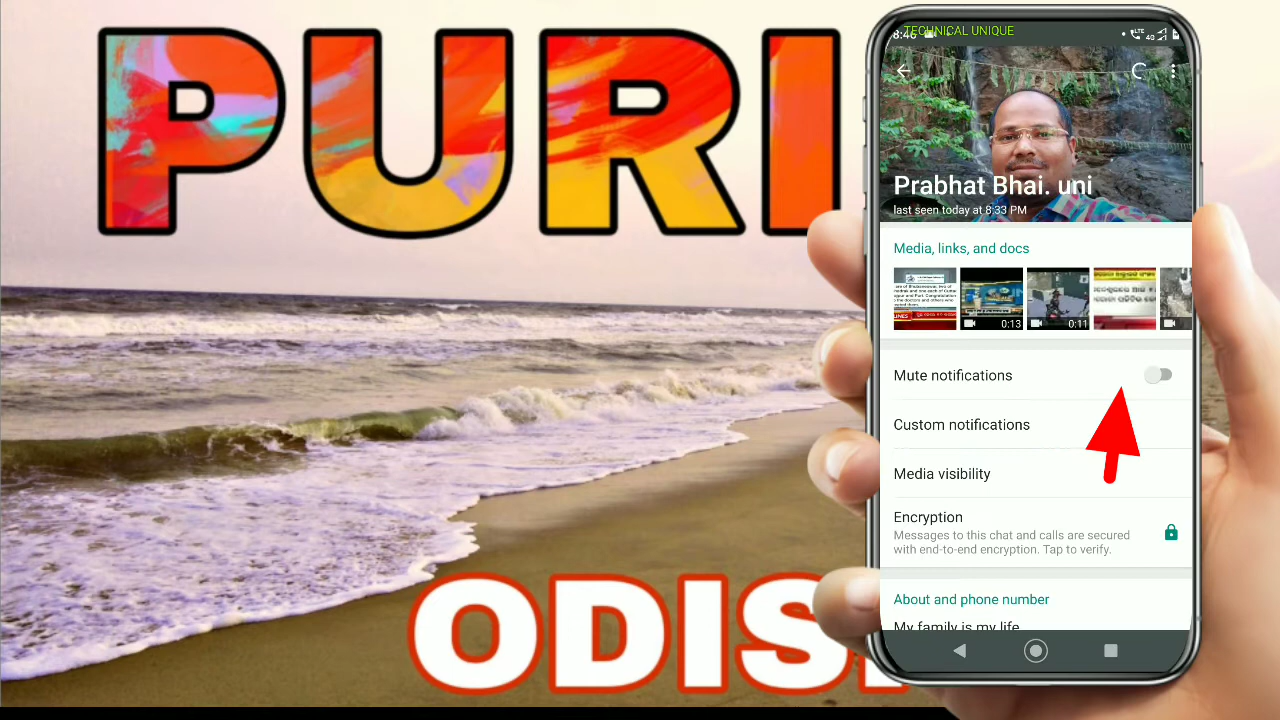 PURI
ODIS
TECHNICAL UNIQUE
8:46
LTE
4G
Prabhat Bhai. uni
last seen today at 8:33 PM
Media, links, and docs
0:13
0:11
Mute notifications
Custom notifications
Media visibility
Encryption
Messages to this chat and calls are secured
with end-to-end encryption. Tap to verify.
About and phone number
My family is my life